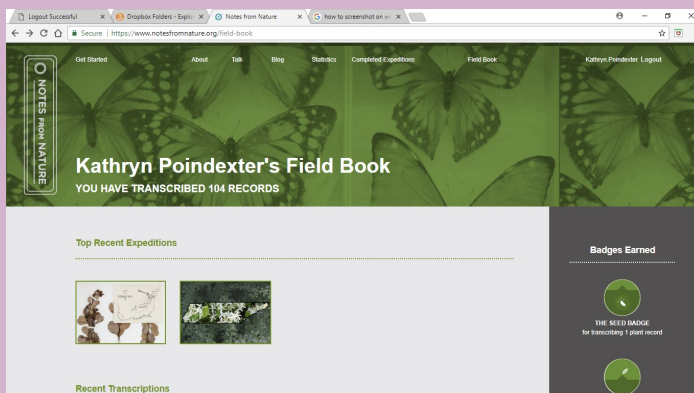 Logout Successful
Dropbox Folders - Explor
Notes from Nature
how to screenshot on wi
Secure | https://www.notesfromnature.org/field-book
NOTES FROM NATURE
Get Started About Talk Blog Statistics Completed Expeditions Field Book Kathryn.Poindexter Logout
Kathryn Poindexter's Field Book
YOU HAVE TRANSCRIBED 104 RECORDS
Top Recent Expeditions
Recent Transcriptions
Badges Earned
THE SEED BADGE
for transcribing 1 plant record